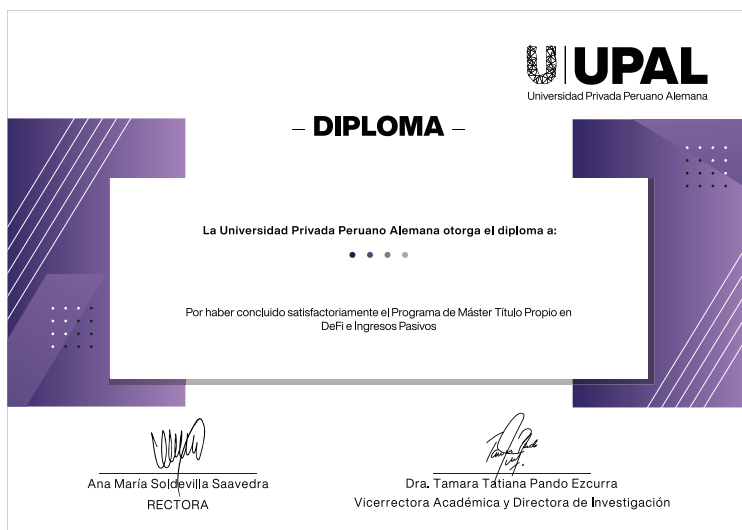 UPAL
Universidad Privada Peruano Alemana
– DIPLOMA –
La Universidad Privada Peruano Alemana otorga el diploma a:
Por haber concluido satisfactoriamente el Programa de Máster Título Propio en
DeFi e Ingresos Pasivos
Ana María Soldevilla Saavedra
RECTORA
Dra. Tamara Tatiana Pando Ezcurra
Vicerrectora Académica y Directora de Investigación